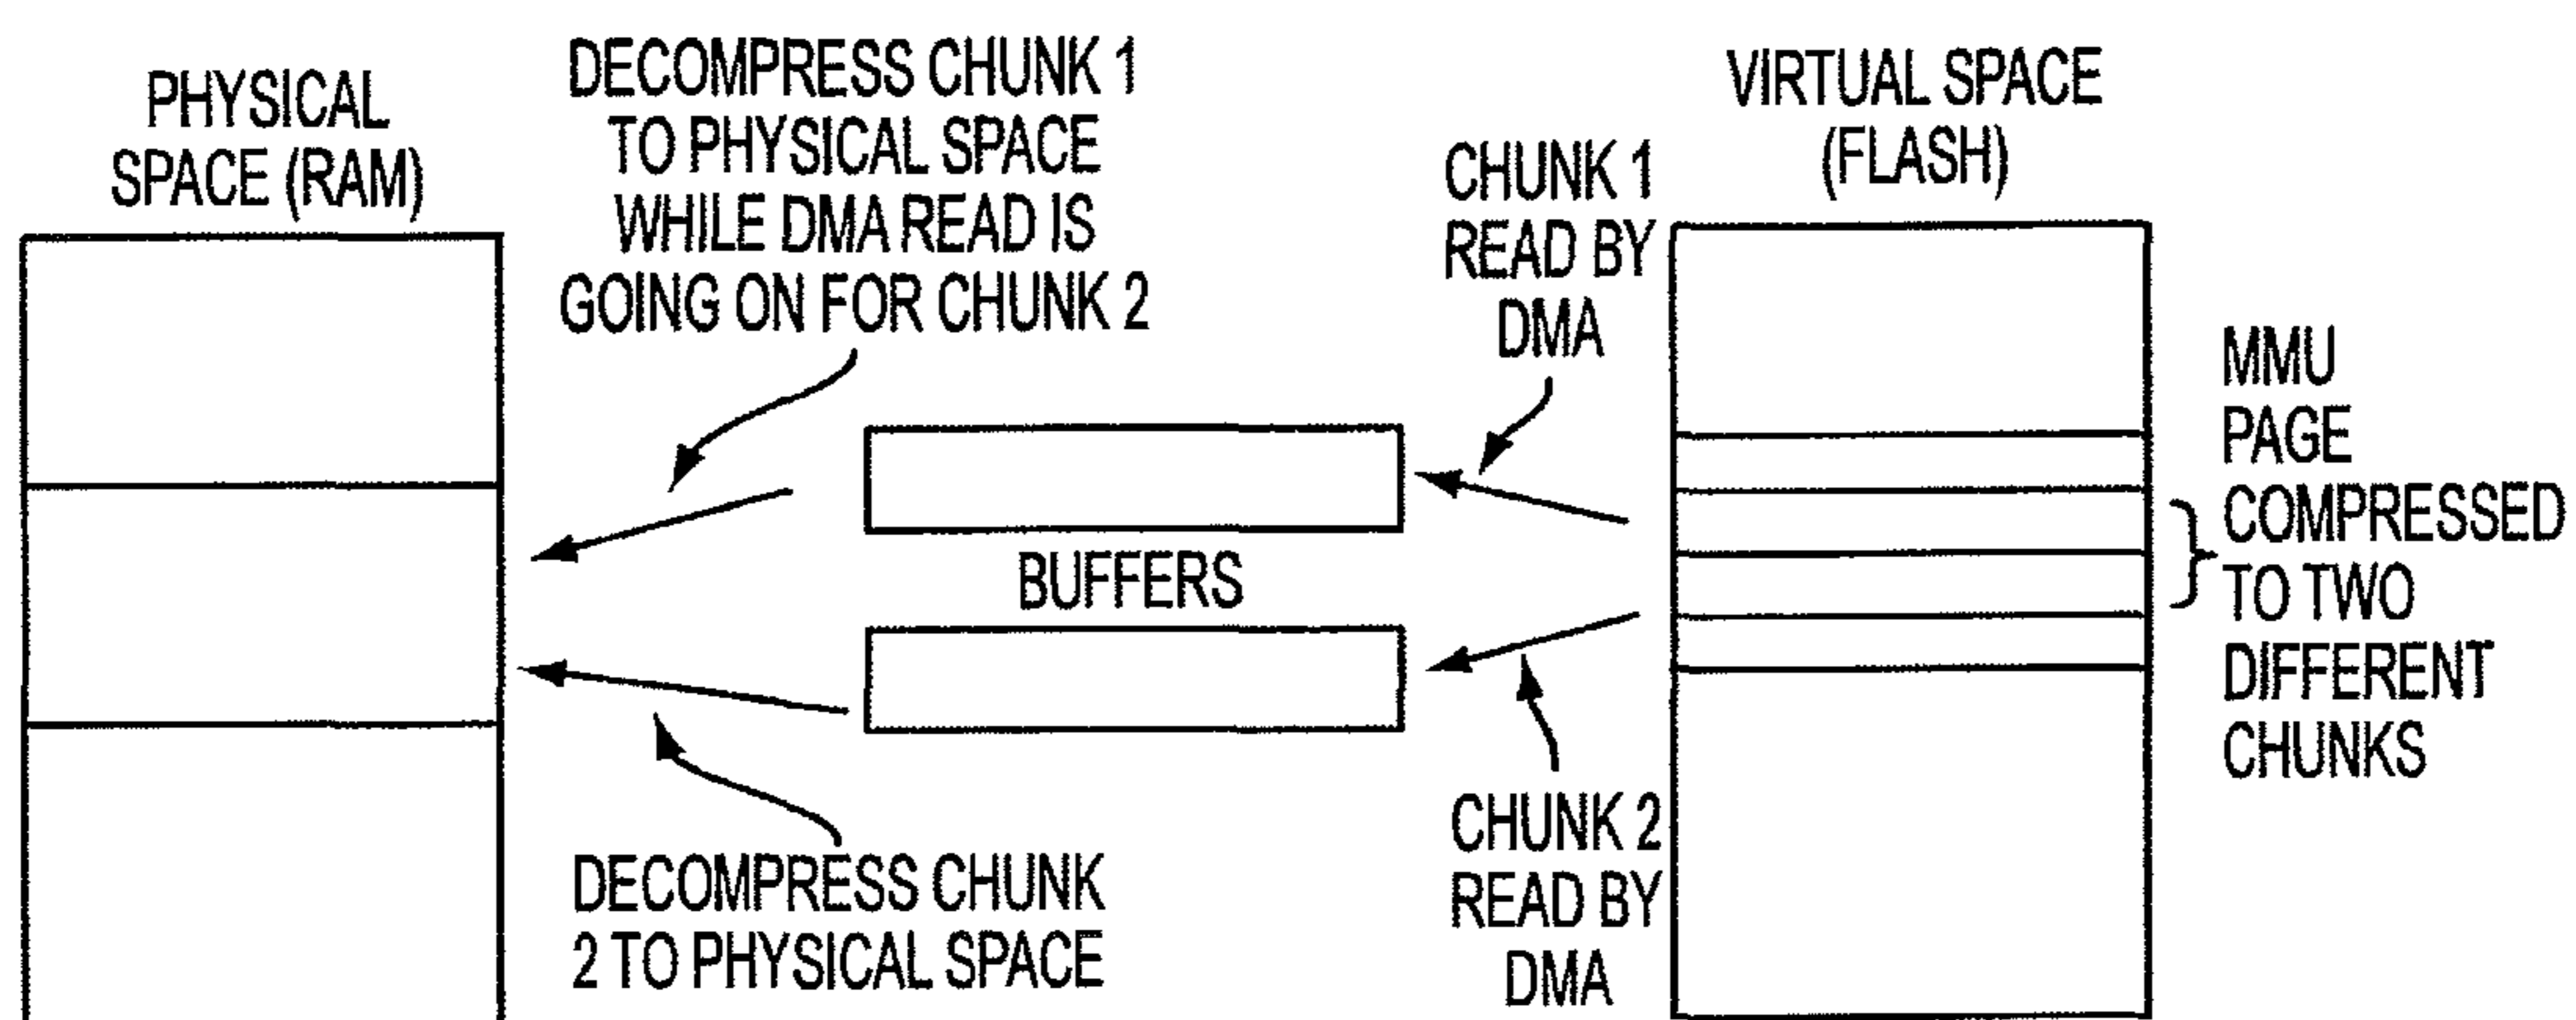 PHYSICAL
SPACE (RAM)
DECOMPRESS CHUNK 1
TO PHYSICAL SPACE
WHILE DMA READ IS
GOING ON FOR CHUNK 2
CHUNK 1
READ BY
DMA
VIRTUAL SPACE
(FLASH)
MMU
PAGE
COMPRESSED
TO TWO
DIFFERENT
CHUNKS
BUFFERS
DECOMPRESS CHUNK
2 TO PHYSICAL SPACE
CHUNK 2
READ BY
DMA